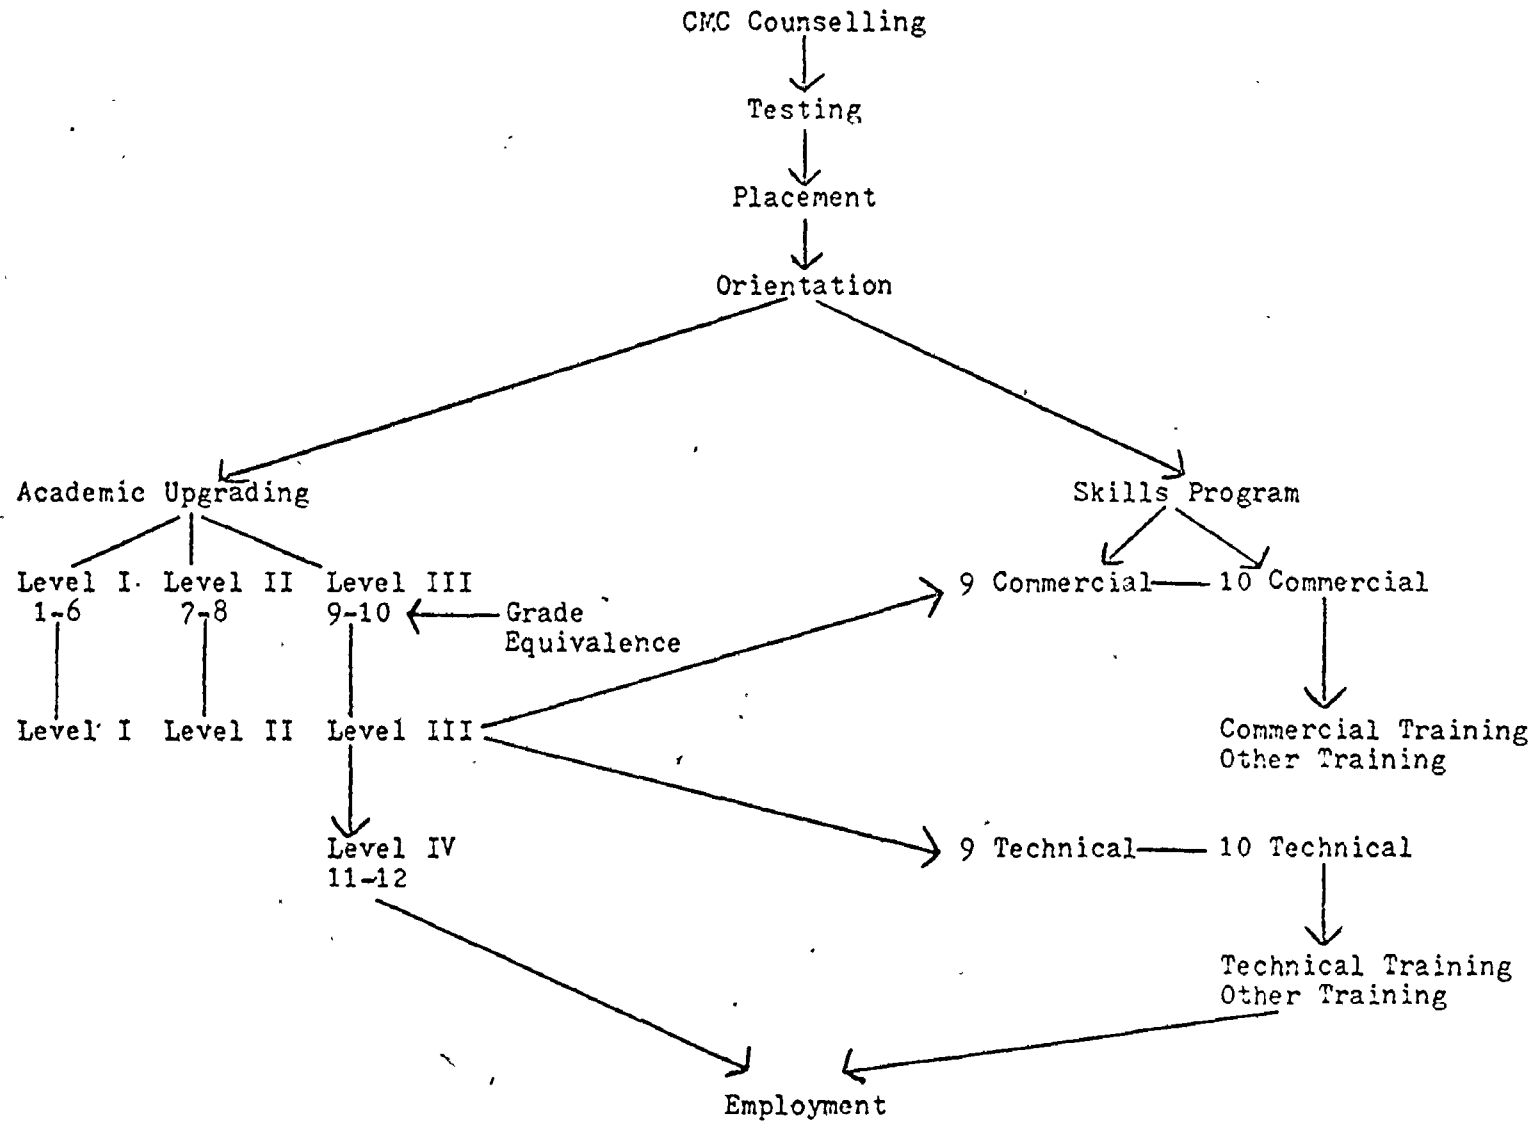 CMC Counselling
Testing
Placement
Orientation
Academic Upgrading
Skills Program
Level I Level II Level III
1-6 7-8 9-10
Grade
Equivalence
9 Commercial 10 Commercial
Level I Level II Level III
Commercial Training
Other Training
Level IV
11-12
9 Technical 10 Technical
Technical Training
Other Training
Employment